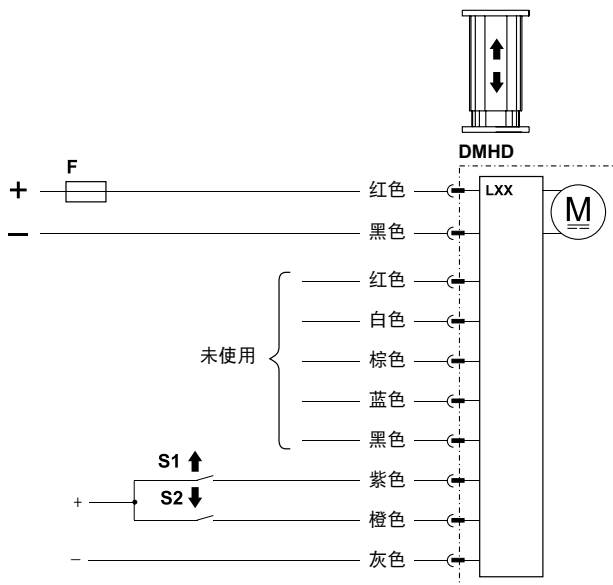 DMHD
F
+ 红色 LXX
M
− 黑色
红色
白色
未使用 棕色
蓝色
黑色
S1 紫色
+ S2
橙色
− 灰色